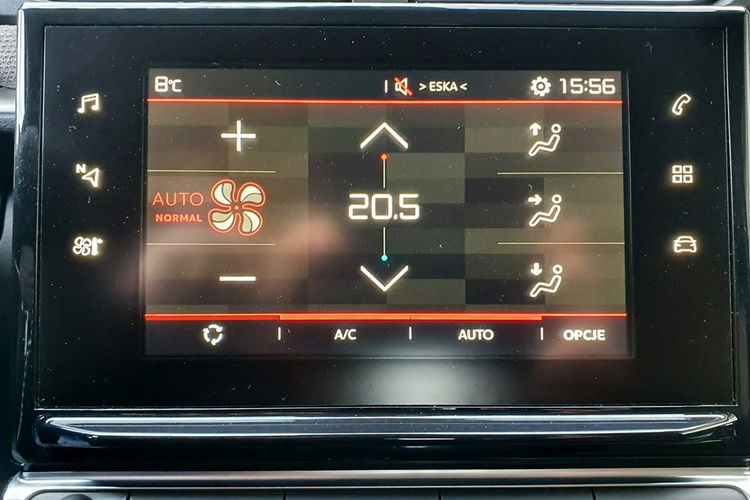 8°C
> ESKA <
15:56
N
AUTO
NORMAL
20.5
A/C
AUTO
OPCJE